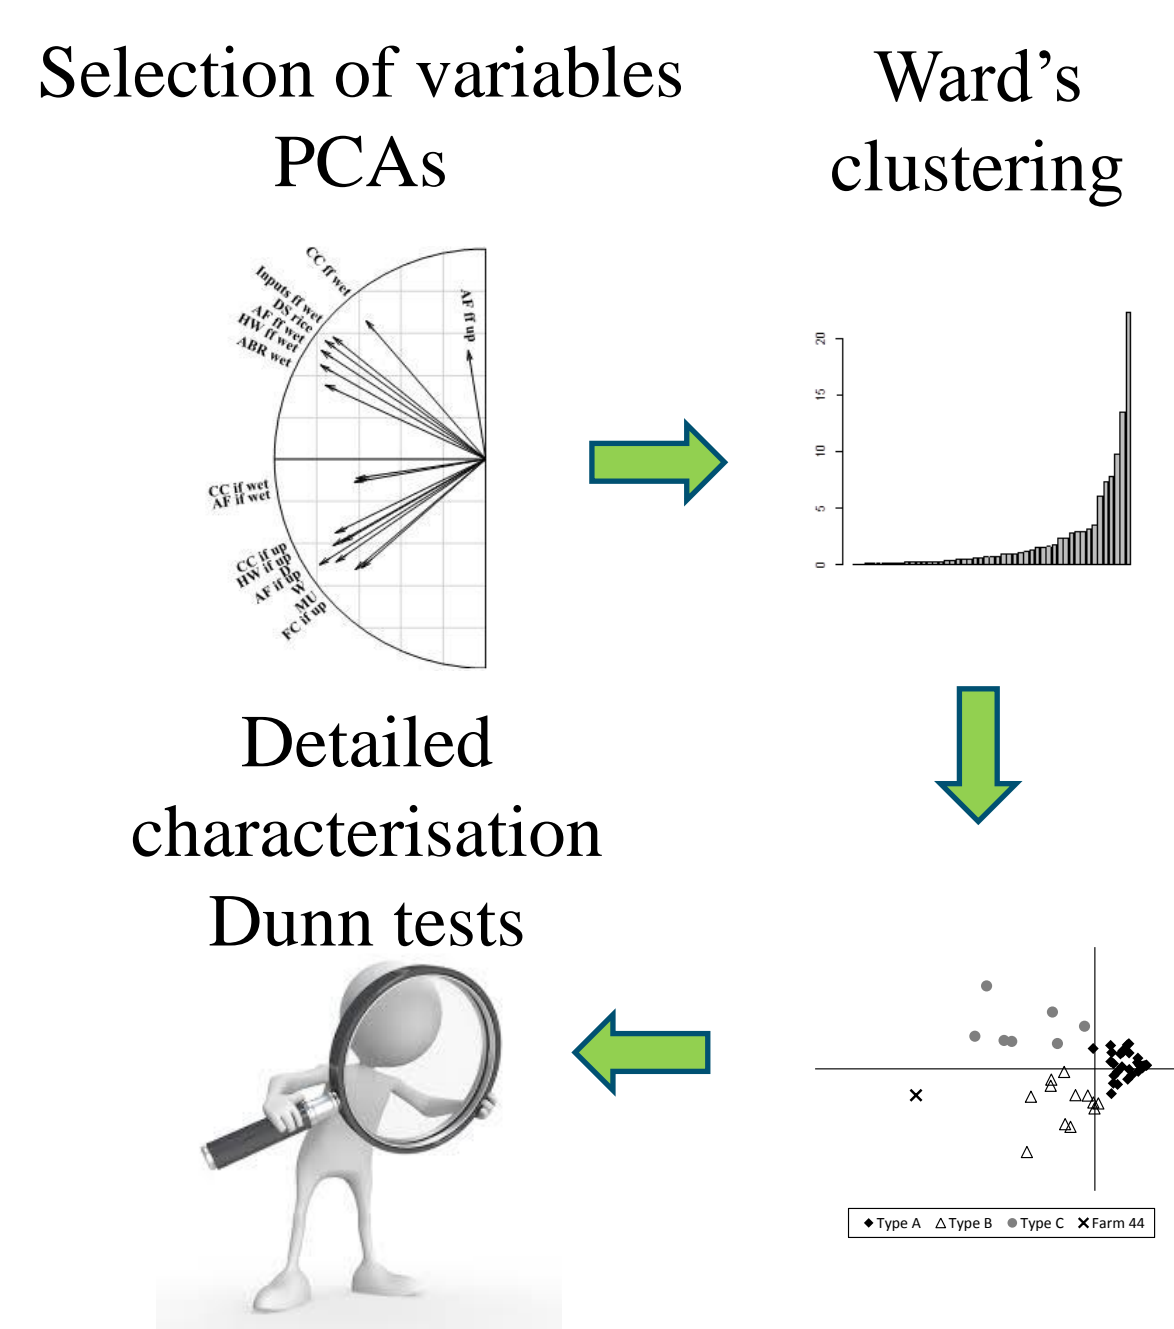 Selection of variables
PCAs
Ward’s
clustering
CC ff wet
Inputs ff wet
DS rice
AF ff wet
HW ff wet
ABR wet
AF ff up
CC if wet
AF if wet
CC if up
HW if up
D
AF if up
W
MU
FC if up
20
15
10
5
0
Detailed
characterisation
Dunn tests
Type A
Type B
Type C
Farm 44